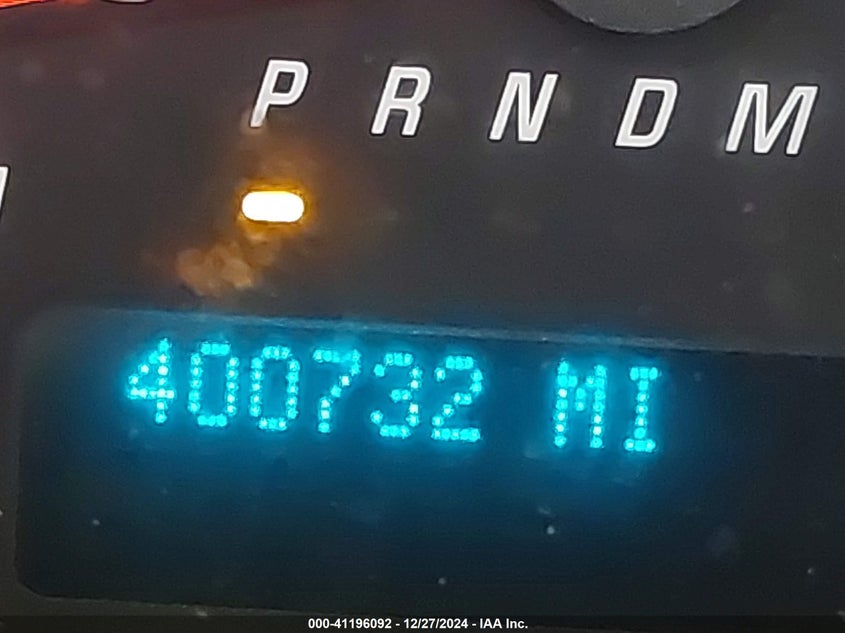 P R N D M
400732 MI
000-41196092 - 12/27/2024 - IAA Inc.